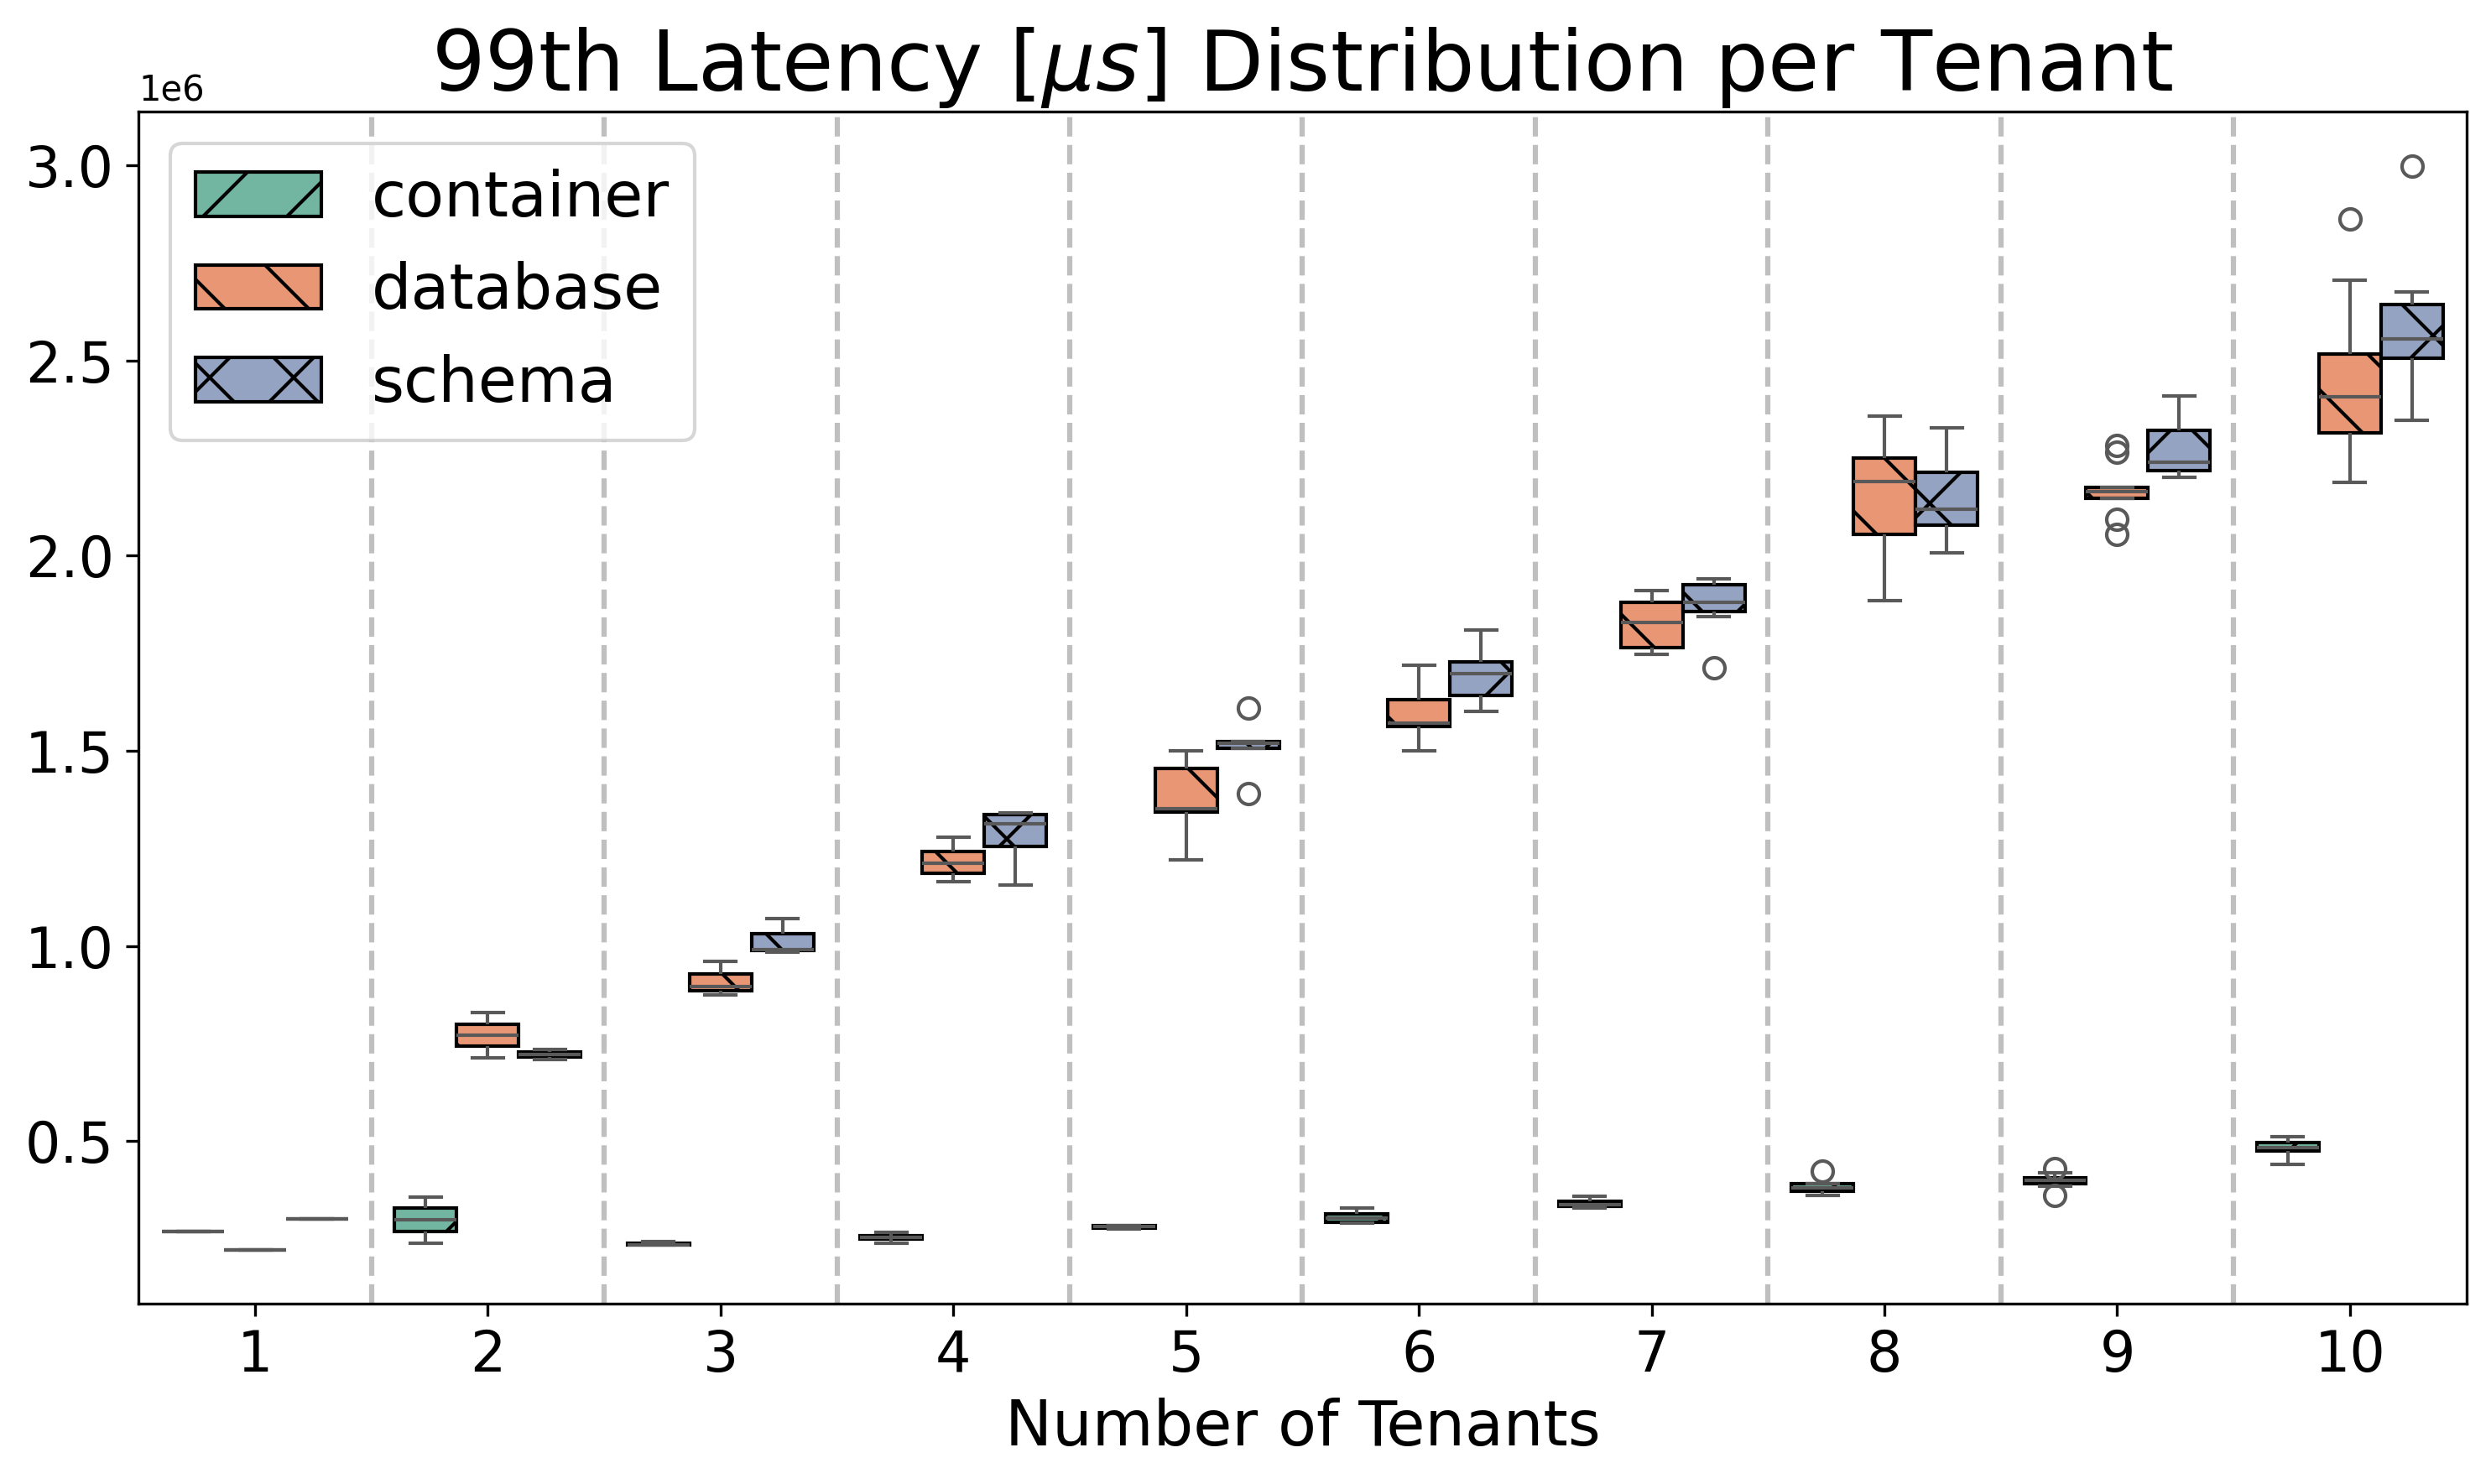 99th Latency [μs] Distribution per Tenant
1e6
3.0
2.5
2.0
1.5
1.0
0.5
container
database
schema
1 2 3 4 5 6 7 8 9 10
Number of Tenants